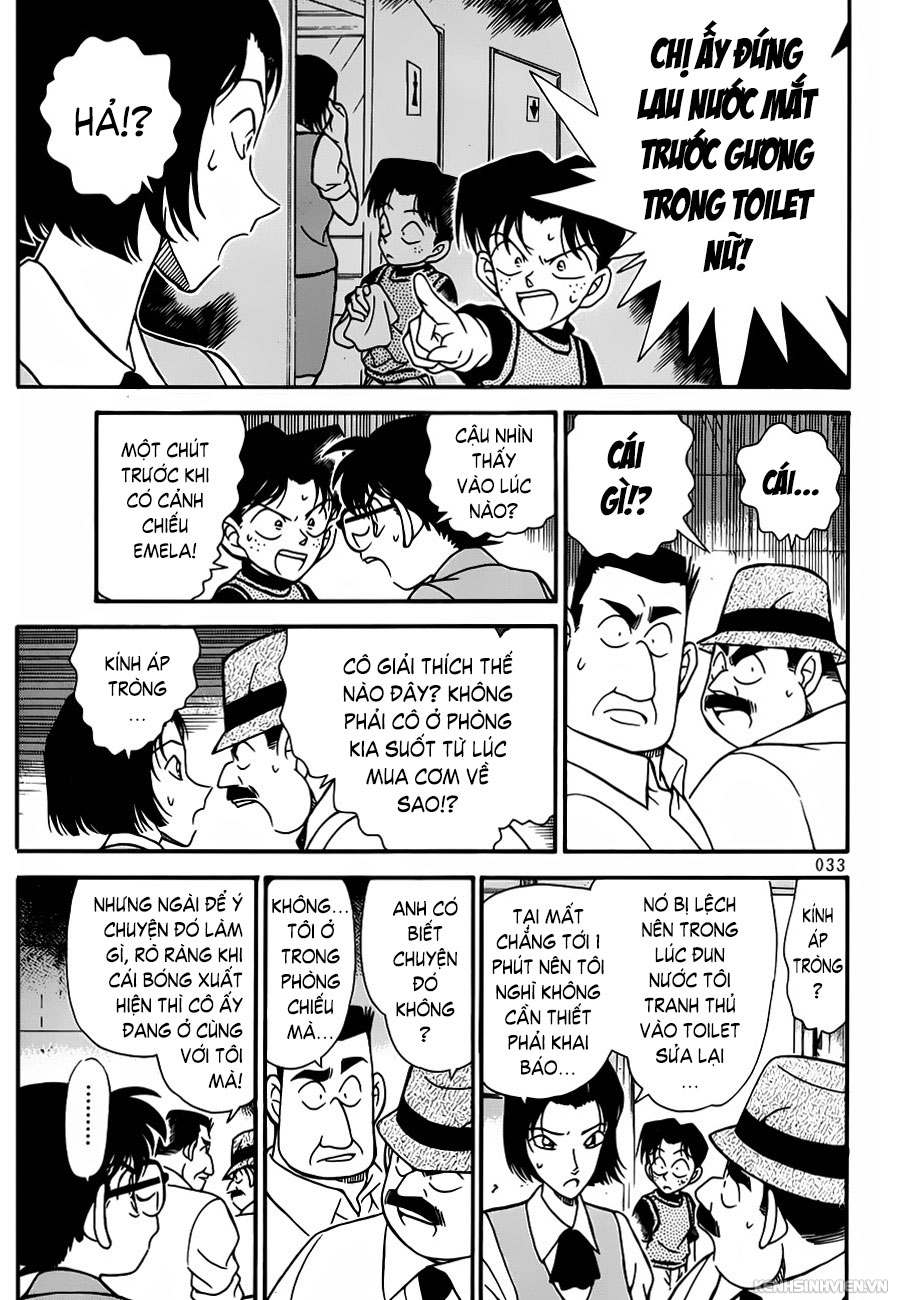 CHỊ ẤY ĐỨNG
LAU NƯỚC MẮT
TRƯỚC GƯƠNG
TRONG TOILET
NỮ!
HẢ!?
CÁI...
CÁI
GÌ!?
CẬU NHÌN
THẤY
VÀO LÚC
NÀO?
MỘT CHÚT
TRƯỚC KHI
CÓ CẢNH
CHIẾU
EMELA!
CÔ GIẢI THÍCH THẾ
NÀO ĐÂY? KHÔNG
PHẢI CÔ Ở PHÒNG
KIA SUỐT TỪ LÚC
MUA CƠM VỀ
SAO!?
KÍNH ÁP
TRÒNG
...
033
KÍNH
ÁP
TRÒNG
?
NÓ BỊ LỆCH
NÊN TRONG
LÚC ĐUN
NƯỚC TÔI
TRANH THỦ
VÀO TOILET
SỬA LẠI
...
TẠI MẤT
CHẲNG TỚI 1
PHÚT NÊN TÔI
NGHĨ KHÔNG
CẦN THIẾT
PHẢI KHAI
BÁO...
ANH CÓ
BIẾT
CHUYỆN
ĐÓ
KHÔNG
?
KHÔNG...
TÔI Ở
TRONG
PHÒNG
CHIẾU
MÀ...
NHƯNG NGÀI ĐỂ Ý
CHUYỆN ĐÓ LÀM
GÌ, RÕ RÀNG KHI
CÁI BÓNG XUẤT
HIỆN THÌ CÔ ẤY
ĐANG Ở CÙNG
VỚI TÔI
MÀ!
........
KENHSINHVIEN.VN